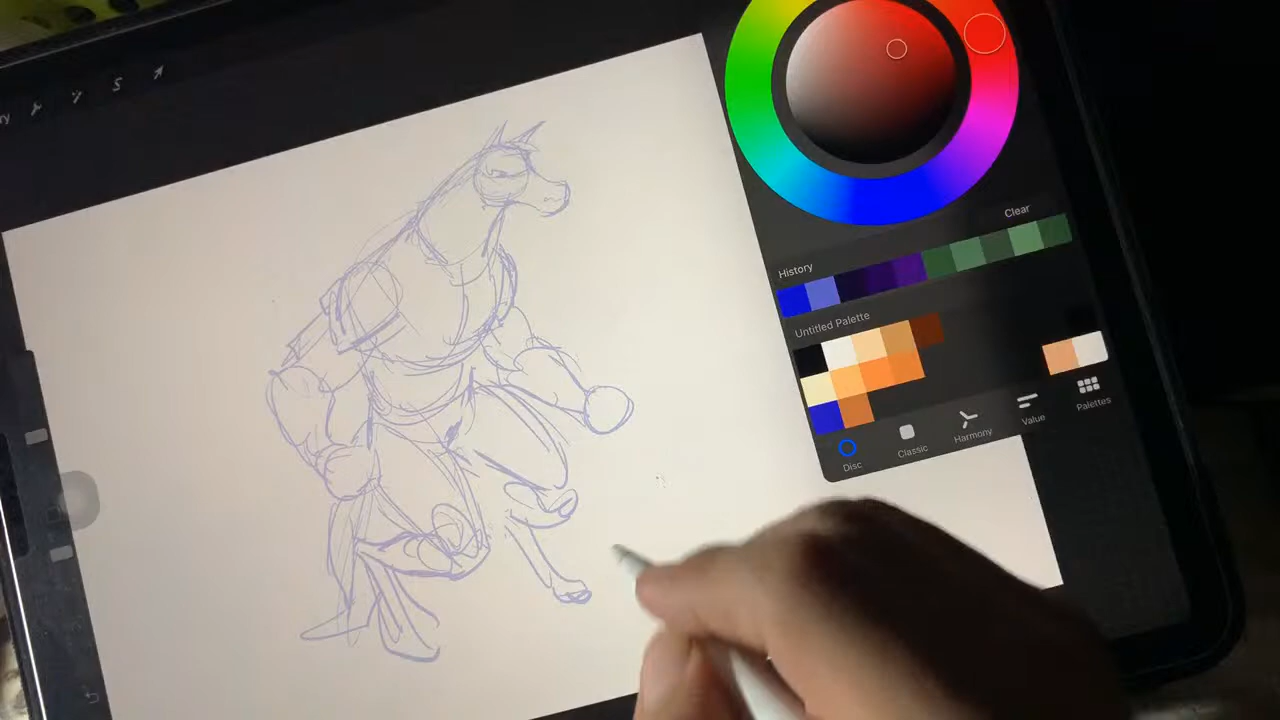 Clear
History
Untitled Palette
Disc
Classic
Harmony
Value
Palettes